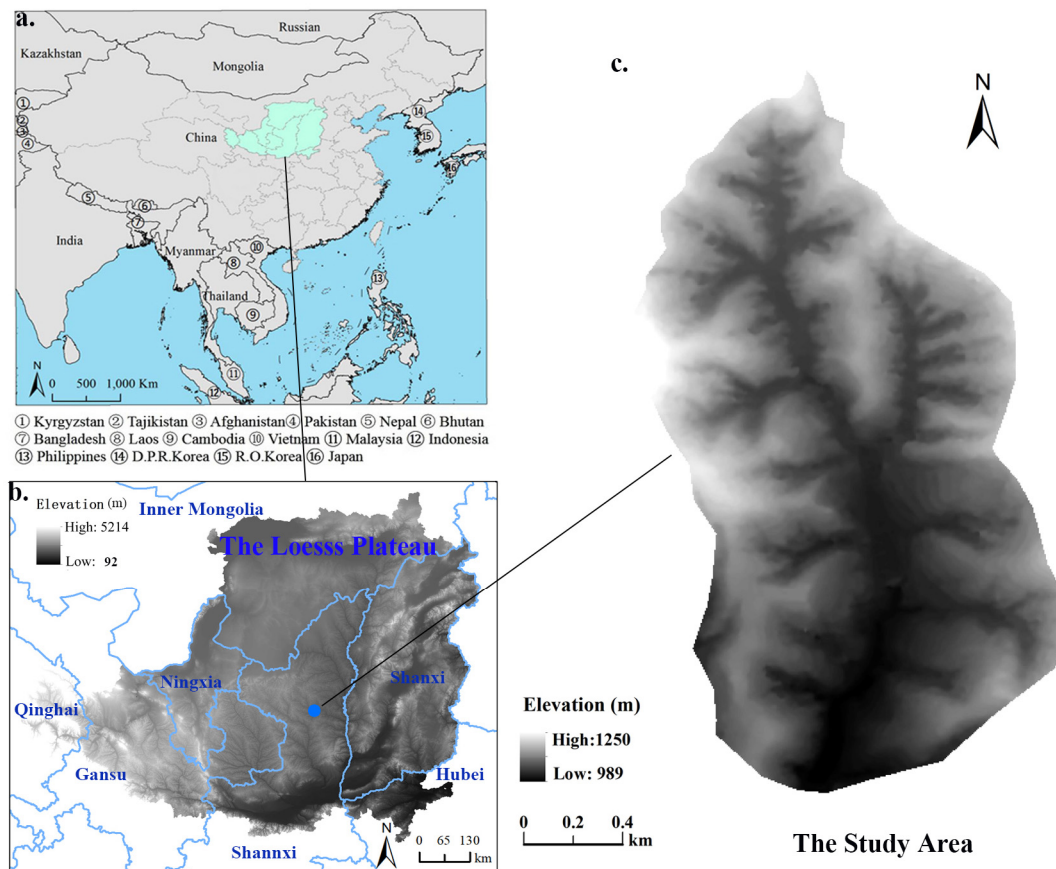 a.
Russian
Kazakhstan
Mongolia
①
②
③
④
China
⑭
⑮
⑯
⑤
⑥
⑦
India
Myanmar
⑩
⑧
Thailand
⑬
⑨
N
0 500 1,000 Km
⑪
⑫
① Kyrgyzstan ② Tajikistan ③ Afghanistan ④ Pakistan ⑤ Nepal ⑥ Bhutan
⑦ Bangladesh ⑧ Laos ⑨ Cambodia ⑩ Vietnam ⑪ Malaysia ⑫ Indonesia
⑬ Philippines ⑭ D.P.R.Korea ⑮ R.O.Korea ⑯ Japan
b.
Elevation (m)
High: 5214
Low: 92
Inner Mongolia
The Loesss Plateau
Ningxia
Shanxi
Qinghai
Gansu
Hubei
Shannxi
N
0 65 130
km
c.
N
Elevation (m)
High:1250
Low: 989
0 0.2 0.4
km
The Study Area